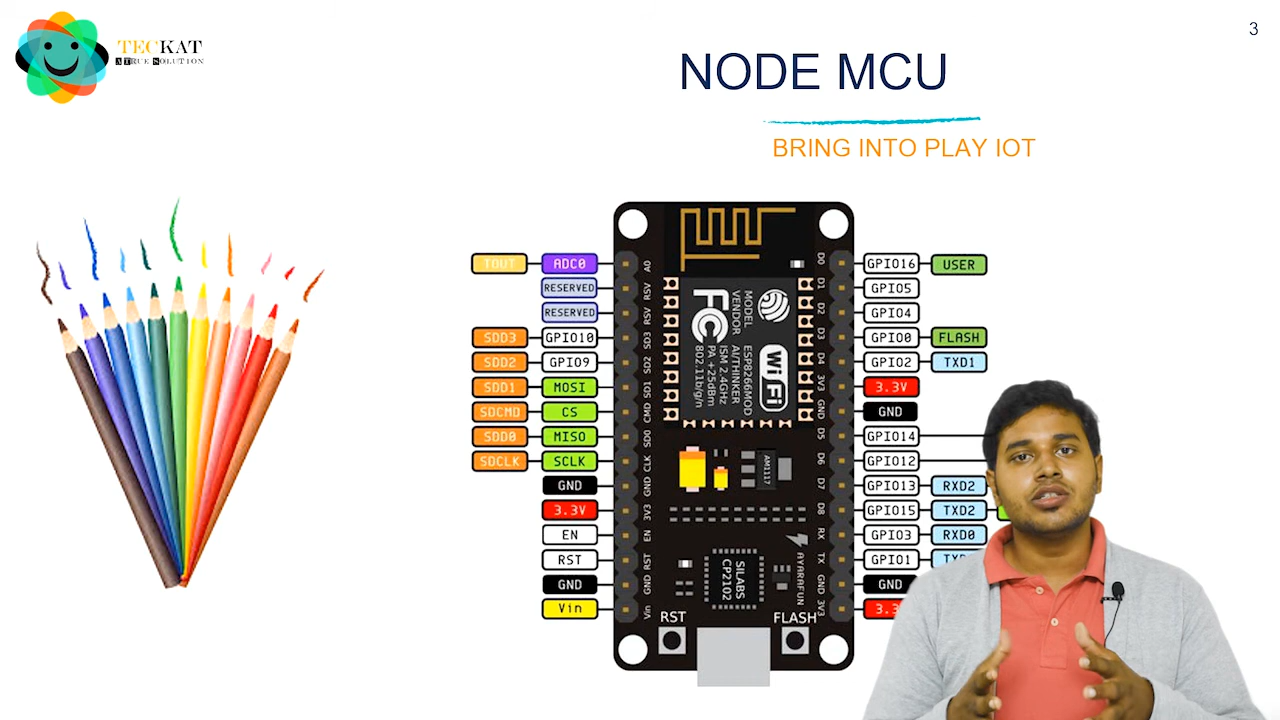 3
TECKAT
A TRUE SOLUTION
NODE MCU
BRING INTO PLAY IOT
TOUT ADC0 A0 D0 GPIO16 USER
RESERVED RSV D1 GPIO5
RESERVED RSV D2 GPIO4
SDD3 GPIO10 SD3 D3 GPIO0 FLASH
SDD2 GPIO9 SD2 D4 GPIO2 TXD1
SDD1 MOSI SD1 3V3 3.3V
SDCMD CS CMD GND GND
SDD0 MISO SD0 D5 GPIO14
SDCLK SCLK CLK D6 GPIO12
GND GND D7 GPIO13 RXD2
3.3V 3V3 D8 GPIO15 TXD2
EN EN RX GPIO3 RXD0
RST RST TX GPIO1
GND GND GND GND
Vin Vin 3V3
MODEL ESP8266MOD
VENDOR AI/THINKER
ISM 2.4GHz
PA +25dBm
802.11b/g/n
FC
WiFi
AM1117
SILABS
CP2102
AYARAFUN
RST
FLASH